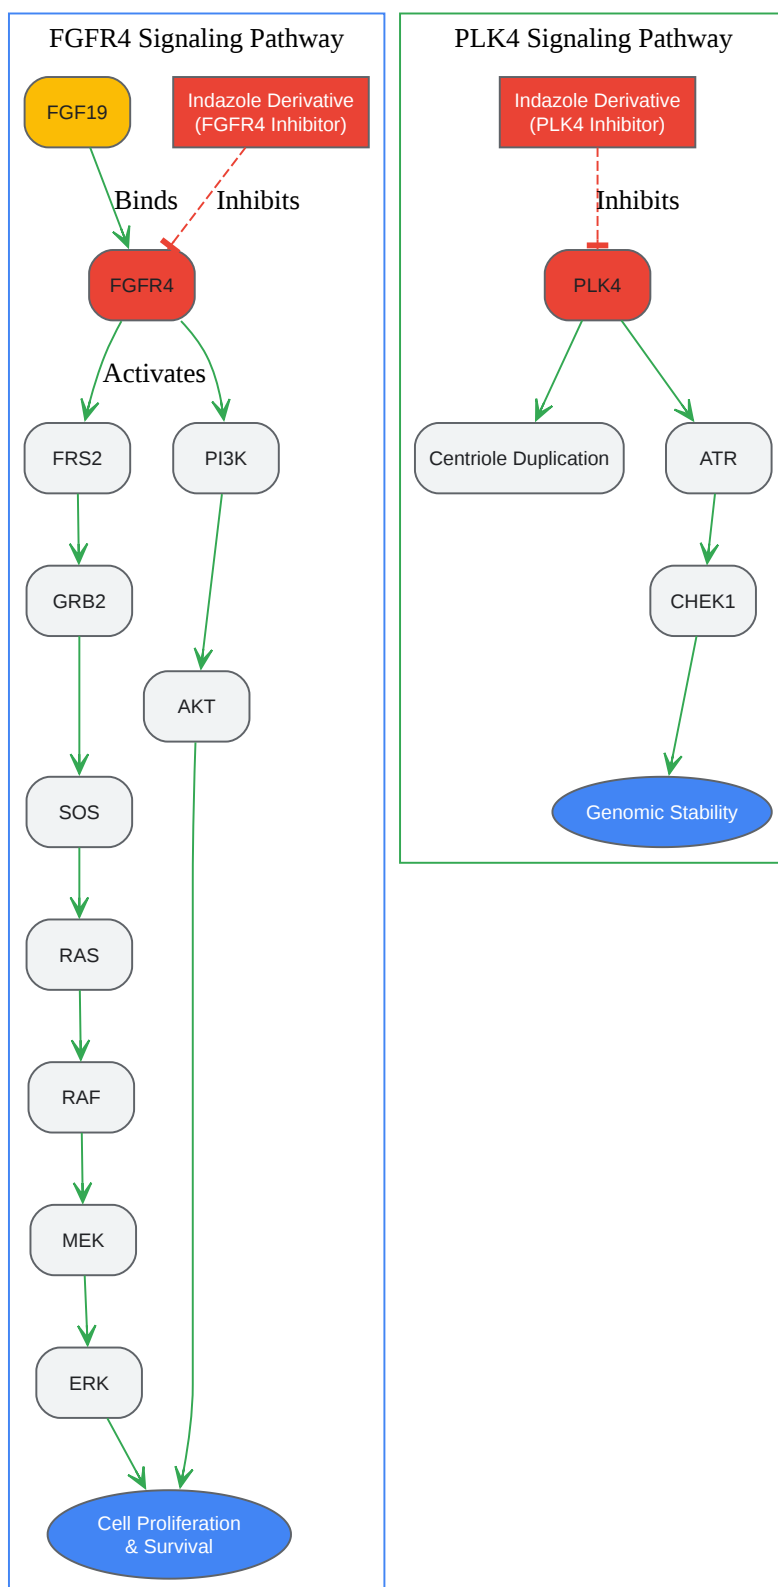 FGFR4 Signaling Pathway
FGF19
Indazole Derivative
(FGFR4 Inhibitor)
Binds
Inhibits
FGFR4
Activates
FRS2
PI3K
GRB2
AKT
SOS
RAS
RAF
MEK
ERK
Cell Proliferation
& Survival
PLK4 Signaling Pathway
Indazole Derivative
(PLK4 Inhibitor)
Inhibits
PLK4
Centriole Duplication
ATR
CHEK1
Genomic Stability